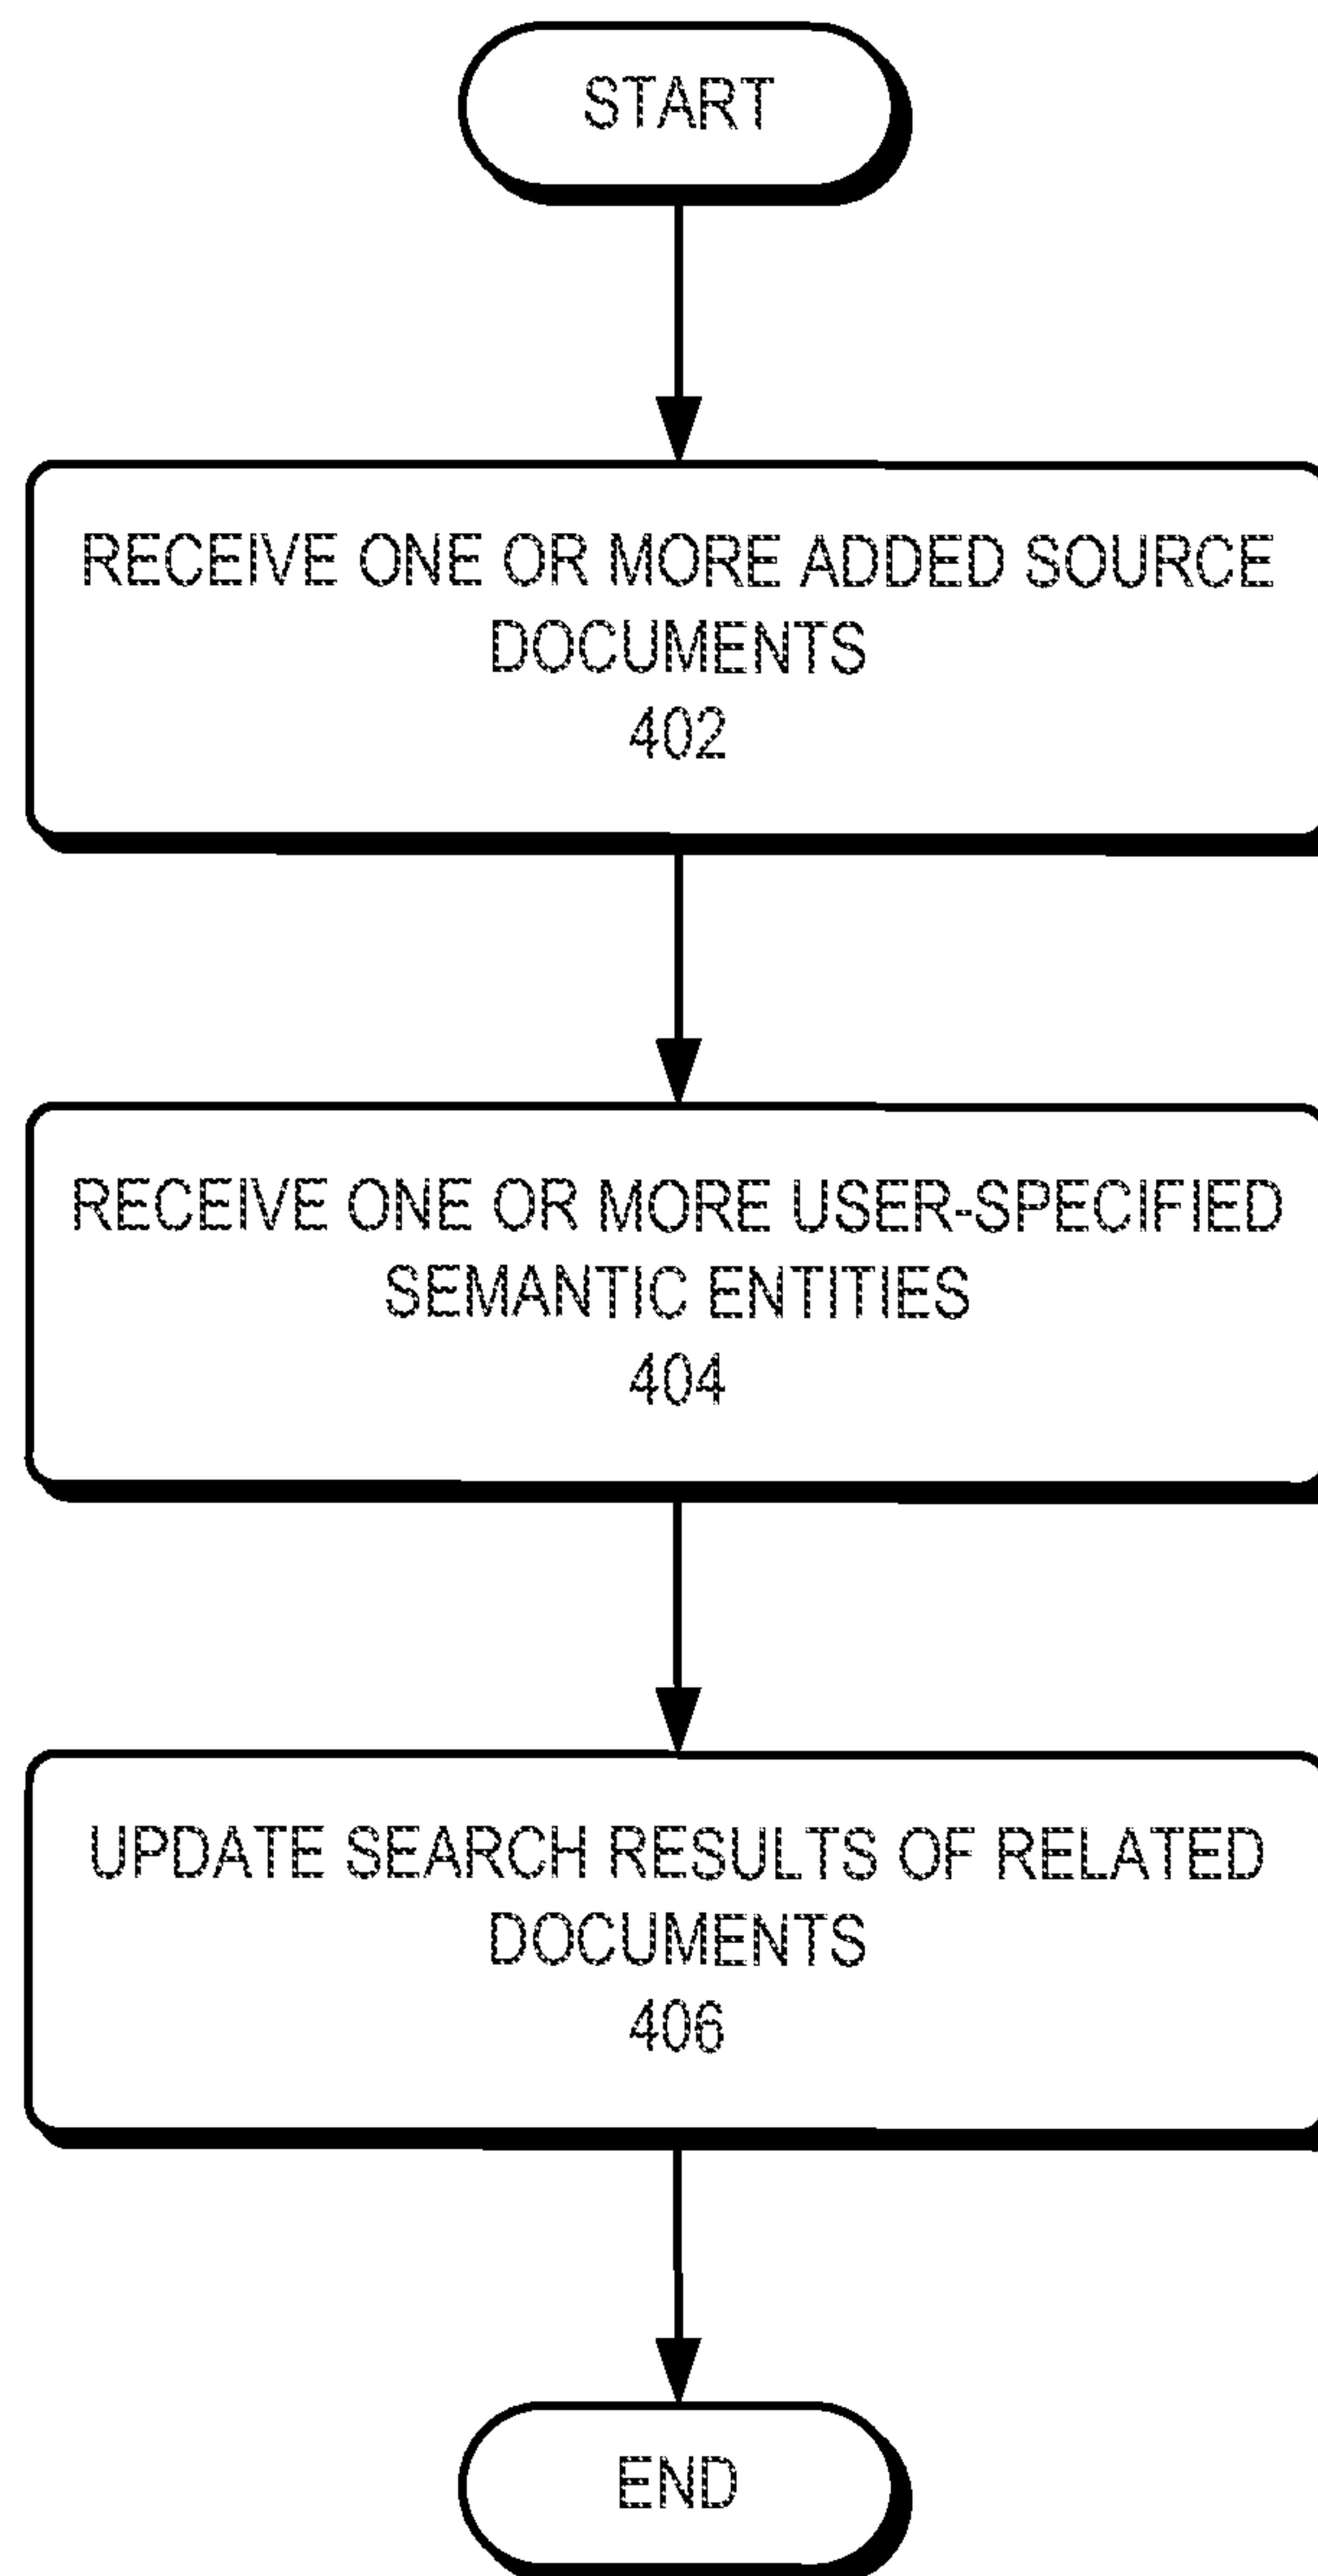 START
RECEIVE ONE OR MORE ADDED SOURCE
DOCUMENTS
402
RECEIVE ONE OR MORE USER-SPECIFIED
SEMANTIC ENTITIES
404
UPDATE SEARCH RESULTS OF RELATED
DOCUMENTS
406
END